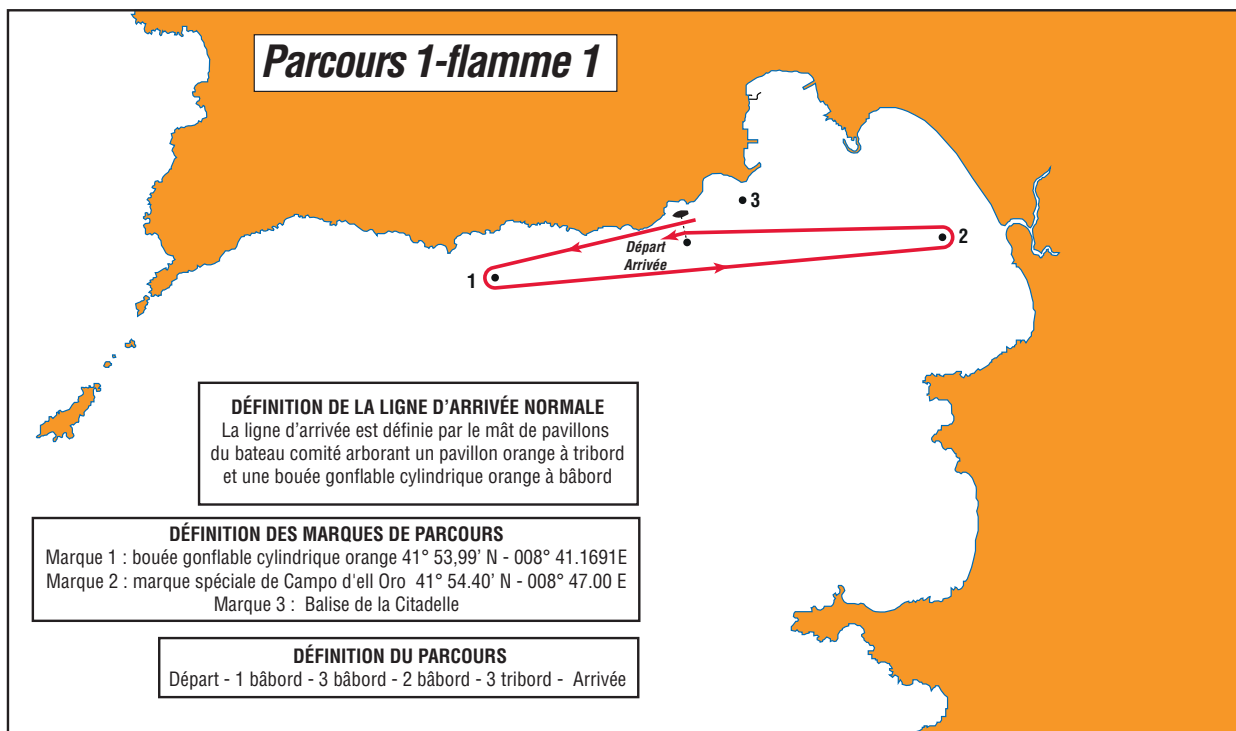 Parcours 1-flamme 1
3
2
Départ
Arrivée
1
DÉFINITION DE LA LIGNE D'ARRIVÉE NORMALE
La ligne d'arrivée est définie par le mât de pavillons
du bateau comité arborant un pavillon orange à tribord
et une bouée gonflable cylindrique orange à bâbord
DÉFINITION DES MARQUES DE PARCOURS
Marque 1 : bouée gonflable cylindrique orange 41° 53,99' N - 008° 41.1691E
Marque 2 : marque spéciale de Campo d'ell Oro 41° 54.40' N - 008° 47.00 E
Marque 3 : Balise de la Citadelle
DÉFINITION DU PARCOURS
Départ - 1 bâbord - 3 bâbord - 2 bâbord - 3 tribord - Arrivée